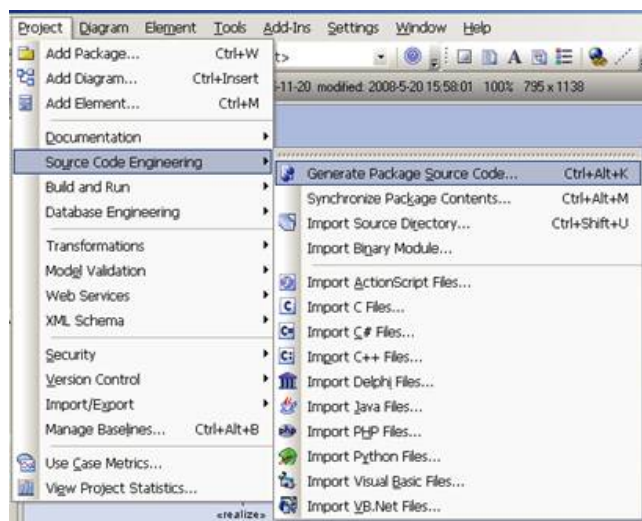 Project Diagram Element Tools Add-Ins Settings Window Help
Add Package... Ctrl+W
Add Diagram... Ctrl+Insert
Add Element... Ctrl+M
Documentation
Source Code Engineering
Build and Run
Database Engineering
Transformations
Model Validation
Web Services
XML Schema
Security
Version Control
Import/Export
Manage Baselines... Ctrl+Alt+B
Use Case Metrics...
View Project Statistics...
t>
-11-20 modified: 2008-5-20 15:58:01 100% 795 x 1138
Generate Package Source Code... Ctrl+Alt+K
Synchronize Package Contents... Ctrl+Alt+M
Import Source Directory... Ctrl+Shift+U
Import Binary Module...
Import ActionScript Files...
Import C Files...
Import C# Files...
Import C++ Files...
Import Delphi Files...
Import Java Files...
Import PHP Files...
Import Python Files...
Import Visual Basic Files...
Import VB.Net Files...
«realize»